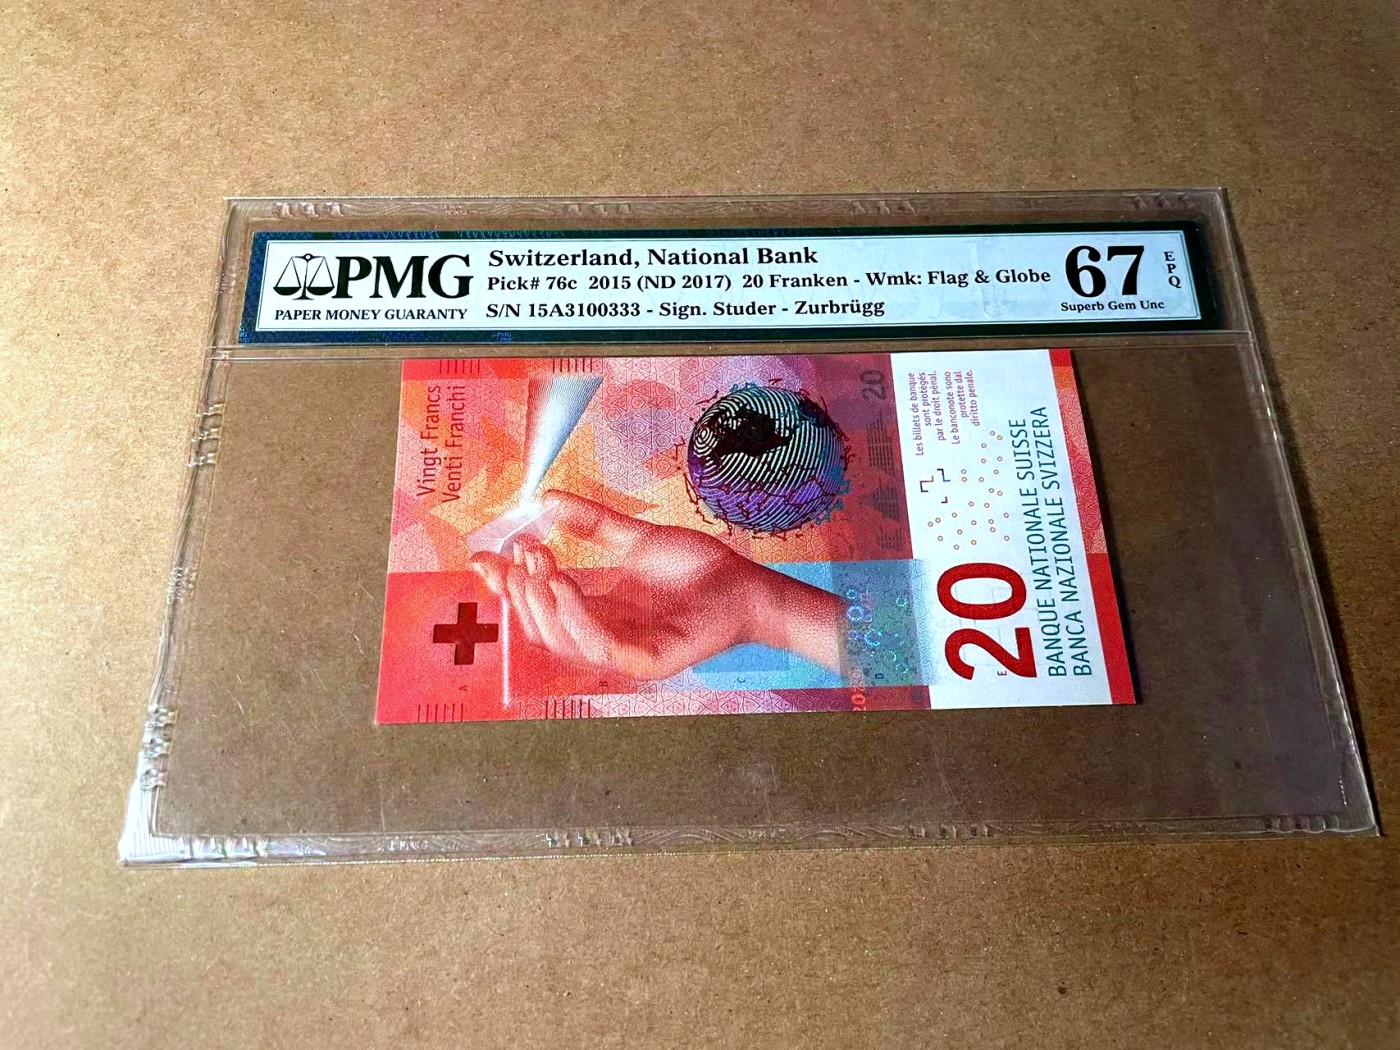 PMG
PAPER MONEY GUARANTY
Switzerland, National Bank
Pick# 76c 2015 (ND 2017) 20 Franken - Wmk: Flag & Globe
S/N 15A3100333 - Sign. Studer - Zurbrügg
67
EPQ
Superb Gem Unc
Vingt Francs
Venti Franchi
20
Les billets de banque
sont protégés
par le droit pénal.
Le banconote sono
protette dal
diritto penale.
20
BANQUE NATIONALE SUISSE
BANCA NAZIONALE SVIZZERA
A
B
C
D
E